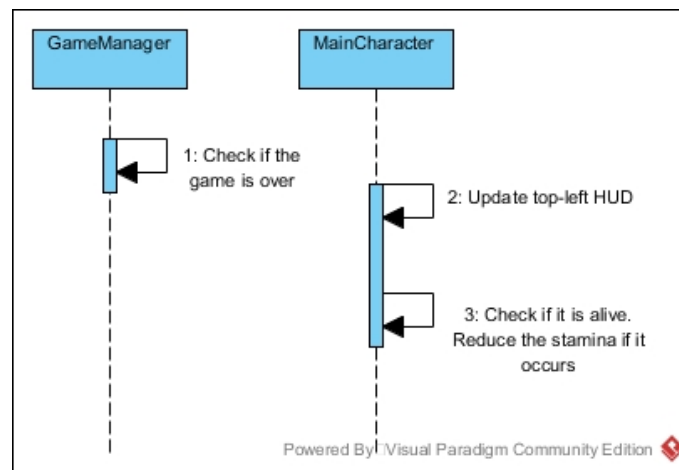 GameManager
MainCharacter
1: Check if the
game is over
2: Update top-left HUD
3: Check if it is alive.
Reduce the stamina if it
occurs
Powered By Visual Paradigm Community Edition